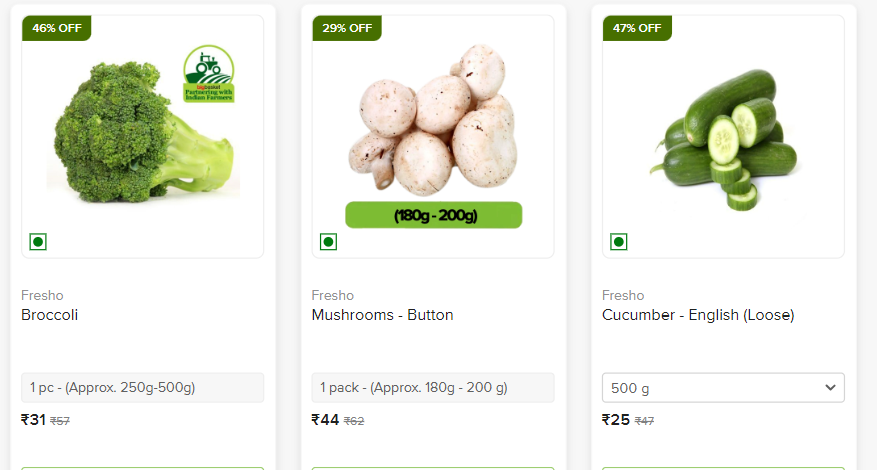 46% OFF
bigbasket
Partnering with
Indian Farmers
Fresho
Broccoli
1 pc - (Approx. 250g-500g)
₹31 ₹57
29% OFF
(180g - 200g)
Fresho
Mushrooms - Button
1 pack - (Approx. 180g - 200 g)
₹44 ₹62
47% OFF
Fresho
Cucumber - English (Loose)
500 g
₹25 ₹47